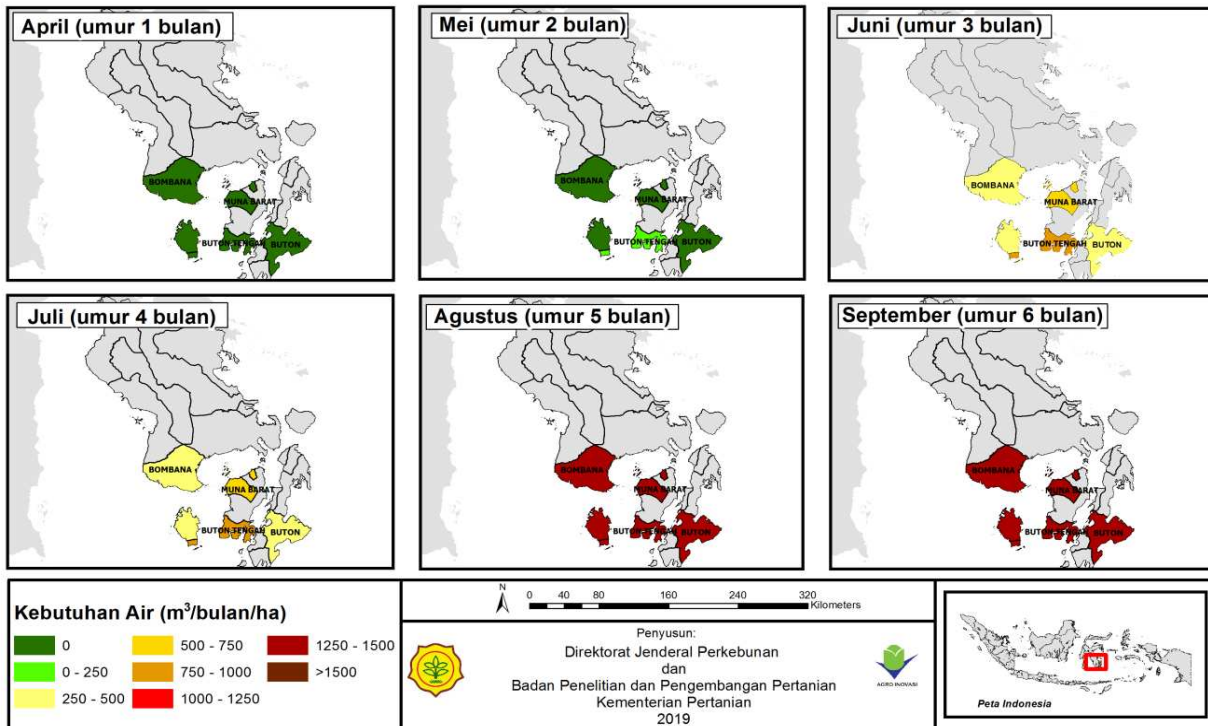 April (umur 1 bulan)
BOMBANA
MUNA BARAT
BUTON TENGAH
BUTON
Mei (umur 2 bulan)
BOMBANA
MUNA BARAT
BUTON TENGAH
BUTON
Juni (umur 3 bulan)
BOMBANA
MUNA BARAT
BUTON TENGAH
BUTON
Juli (umur 4 bulan)
BOMBANA
MUNA BARAT
BUTON TENGAH
BUTON
Agustus (umur 5 bulan)
BOMBANA
MUNA BARAT
BUTON TENGAH
BUTON
September (umur 6 bulan)
BOMBANA
MUNA BARAT
BUTON TENGAH
BUTON
Kebutuhan Air (m³/bulan/ha)
0
0 - 250
250 - 500
500 - 750
750 - 1000
1000 - 1250
1250 - 1500
>1500
N
0 40 80 160 240 320
Kilometers
Penyusun:
Direktorat Jenderal Perkebunan
dan
Badan Penelitian dan Pengembangan Pertanian
Kementerian Pertanian
2019
AGRO INOVASI
Peta Indonesia